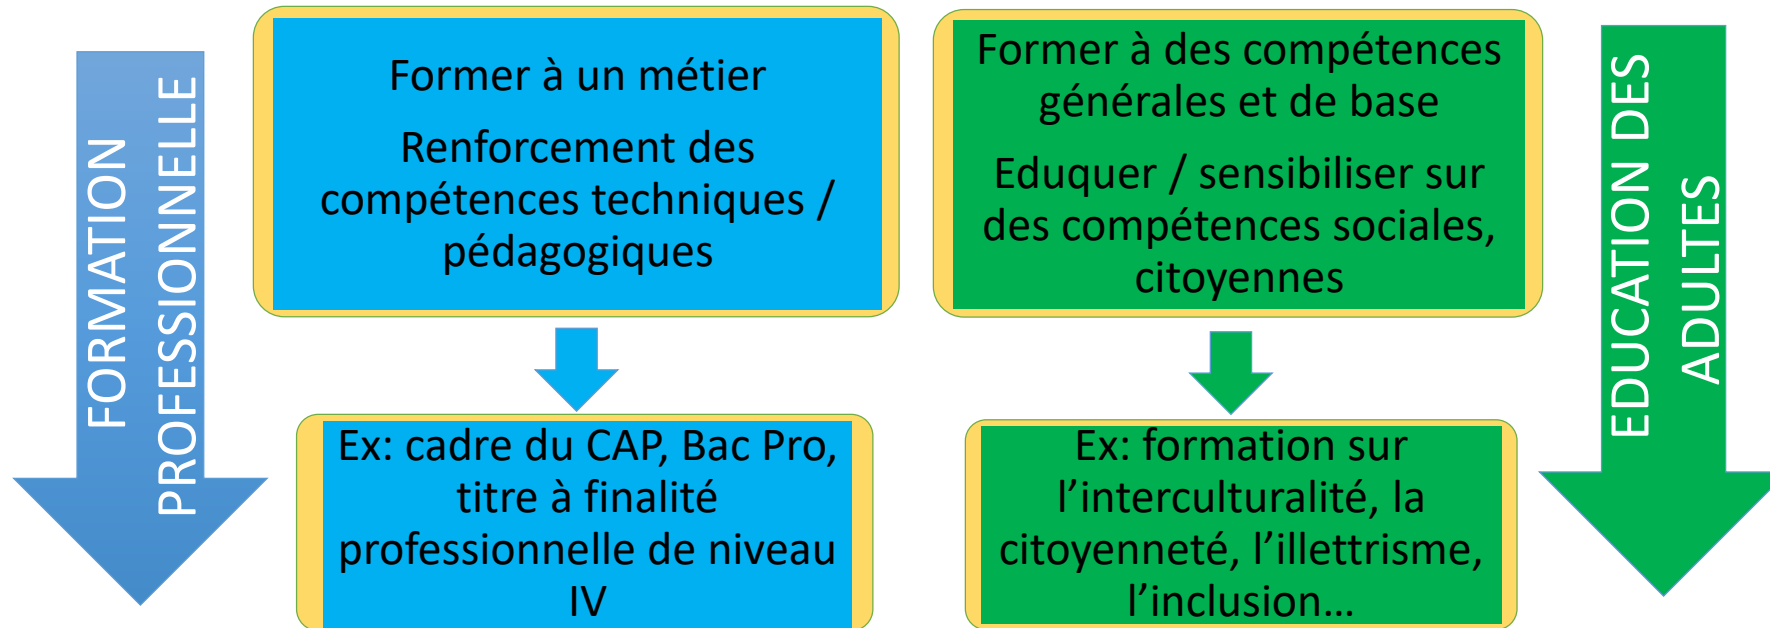 FORMATION
PROFESSIONNELLE
Former à un métier
Renforcement des
compétences techniques /
pédagogiques
Ex: cadre du CAP, Bac Pro,
titre à finalité
professionnelle de niveau
IV
Former à des compétences
générales et de base
Eduquer / sensibiliser sur
des compétences sociales,
citoyennes
Ex: formation sur
l’interculturalité, la
citoyenneté, l’illettrisme,
l’inclusion…
EDUCATION DES
ADULTES